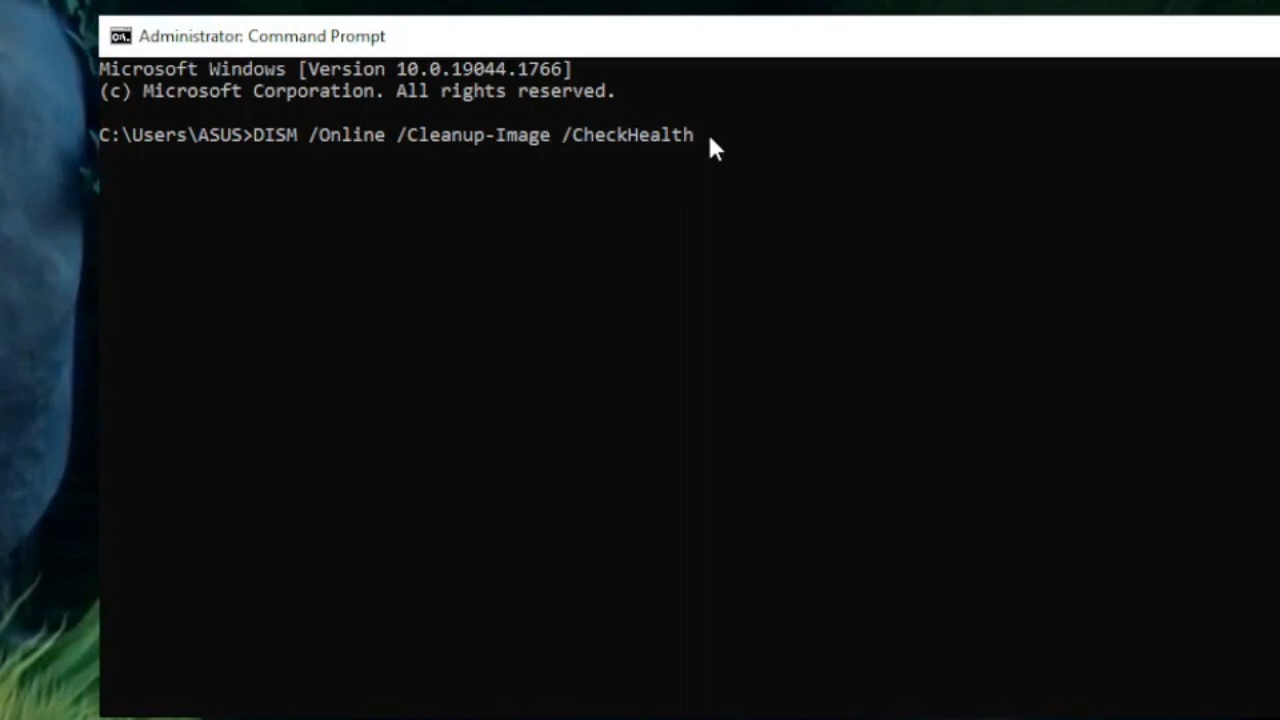 Administrator: Command Prompt
Microsoft Windows [Version 10.0.19044.1766]
(c) Microsoft Corporation. All rights reserved.
C:\Users\ASUS>DISM /Online /Cleanup-Image /CheckHealth